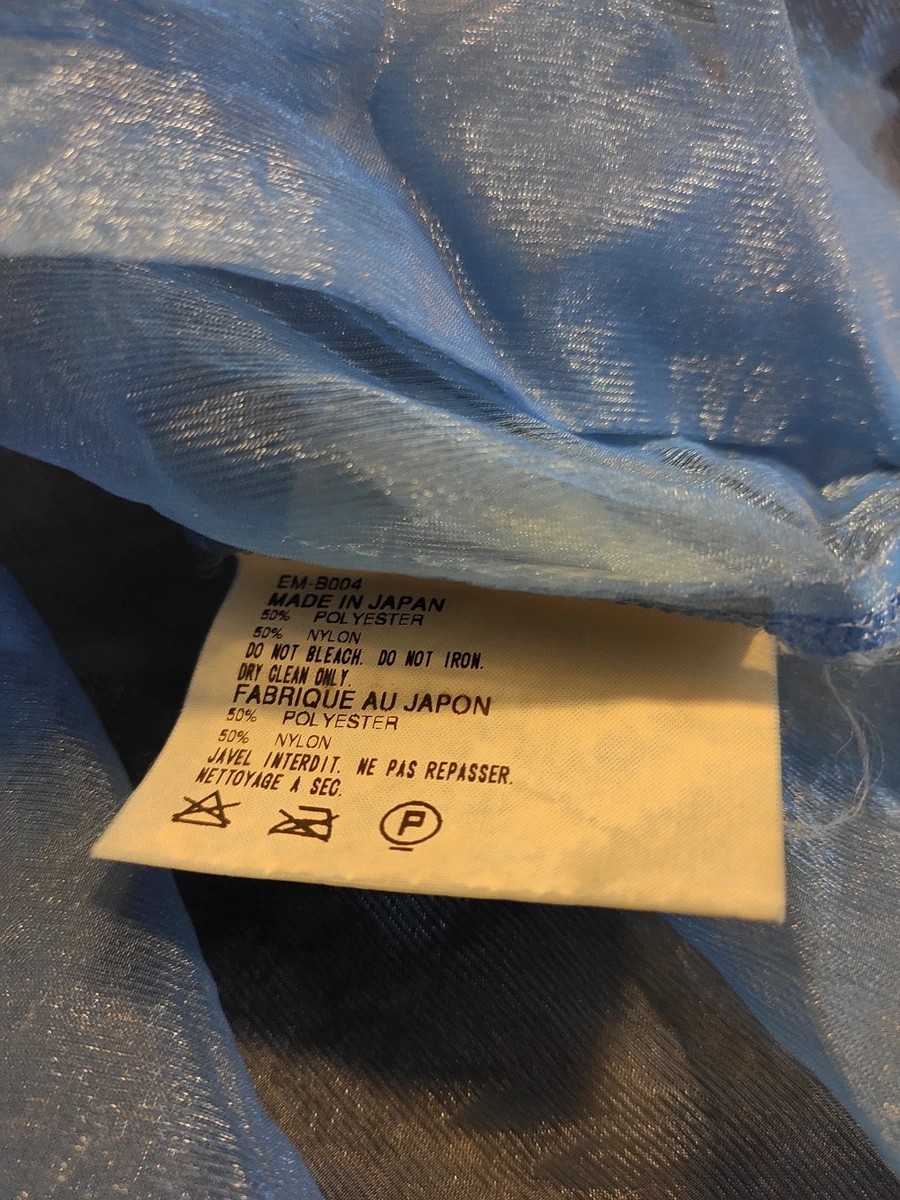 EM-B004
MADE IN JAPAN
50% POLYESTER
50% NYLON
DO NOT BLEACH. DO NOT IRON.
DRY CLEAN ONLY.
FABRIQUE AU JAPON
50% POLYESTER
50% NYLON
JAVEL INTERDIT. NE PAS REPASSER.
NETTOYAGE A SEC.
P